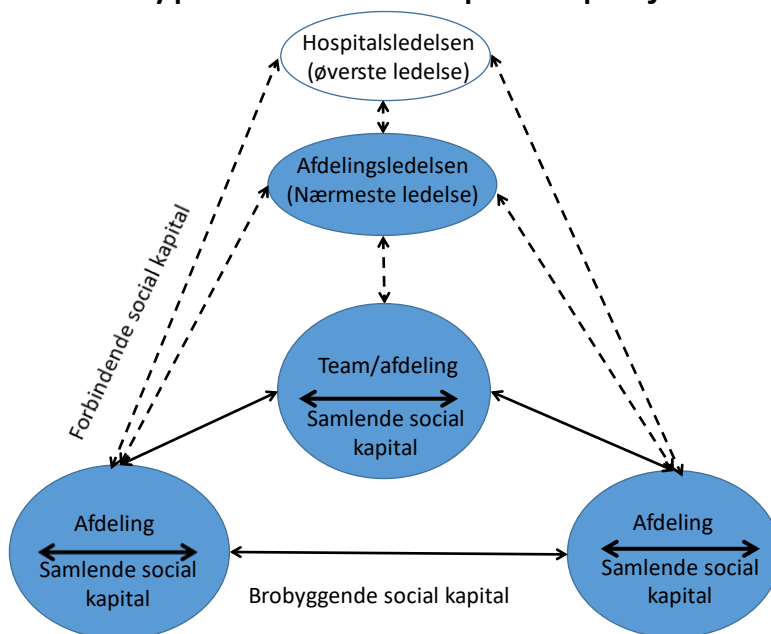 Hospitalsledelsen
(øverste ledelse)
Afdelingsledelsen
(Nærmeste ledelse)
Forbindende social kapital
Team/afdeling
Samlende social
kapital
Afdeling
Samlende social
kapital
Afdeling
Samlende social
kapital
Brobyggende social kapital